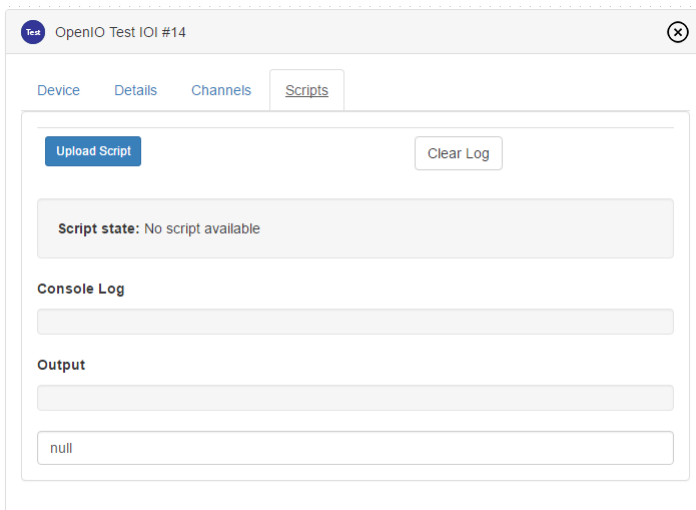 Test OpenIO Test IOI #14
Device Details Channels Scripts
Upload Script Clear Log
Script state: No script available
Console Log
Output
null